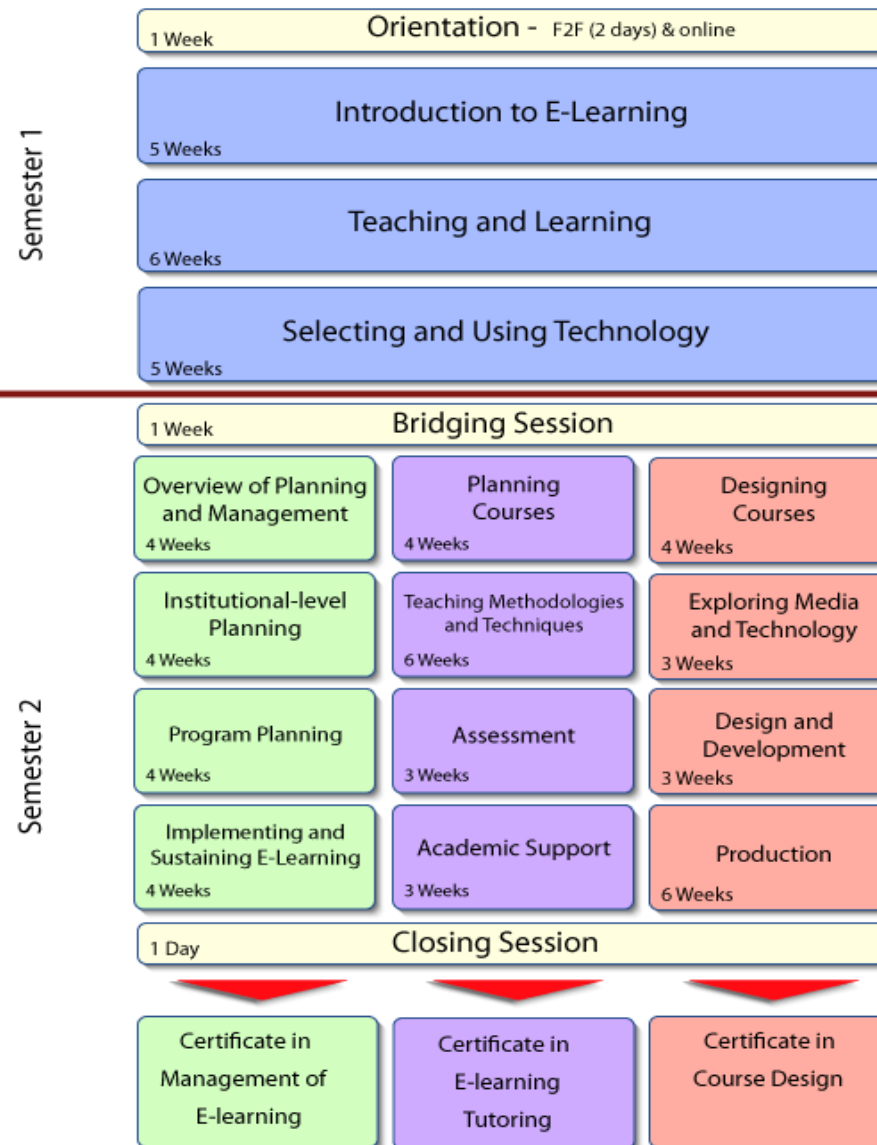 Semester 1
Orientation - F2F (2 days) & online
1 Week
Introduction to E-Learning
5 Weeks
Teaching and Learning
6 Weeks
Selecting and Using Technology
5 Weeks
Semester 2
Bridging Session
1 Week
Overview of Planning
and Management
4 Weeks
Planning
Courses
4 Weeks
Designing
Courses
4 Weeks
Institutional-level
Planning
4 Weeks
Teaching Methodologies
and Techniques
6 Weeks
Exploring Media
and Technology
3 Weeks
Program Planning
4 Weeks
Assessment
3 Weeks
Design and
Development
3 Weeks
Implementing and
Sustaining E-Learning
4 Weeks
Academic Support
3 Weeks
Production
6 Weeks
Closing Session
1 Day
Certificate in
Management of
E-learning
Certificate in
E-learning
Tutoring
Certificate in
Course Design